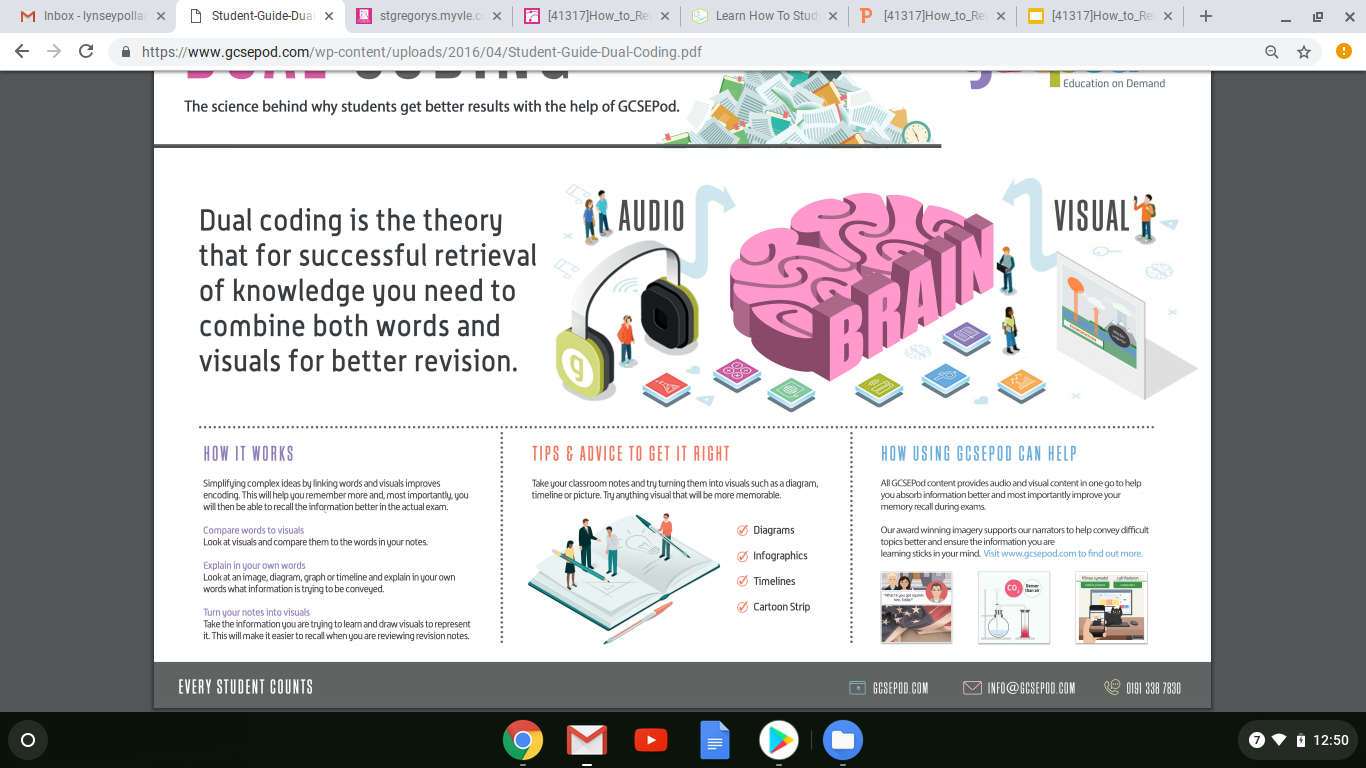 Inbox - lynseypolla
Student-Guide-Dual
stgregorys.myvle.c
[41317]How_to_Re
Learn How To Stud
[41317]How_to_Re
[41317]How_to_Re
https://www.gcsepod.com/wp-content/uploads/2016/04/Student-Guide-Dual-Coding.pdf
DUAL CODING
Education on Demand
The science behind why students get better results with the help of GCSEPod.
Dual coding is the theory
that for successful retrieval
of knowledge you need to
combine both words and
visuals for better revision.
AUDIO
VISUAL
BRAIN
g
HOW IT WORKS
Simplifying complex ideas by linking words and visuals improves
encoding. This will help you remember more and, most importantly, you
will then be able to recall the information better in the actual exam.
Compare words to visuals
Look at visuals and compare them to the words in your notes.
Explain in your own words
Look at an image, diagram, graph or timeline and explain in your own
words what information is trying to be conveyed.
Turn your notes into visuals
Take the information you are trying to learn and draw visuals to represent
it. This will make it easier to recall when you are reviewing revision notes.
TIPS & ADVICE TO GET IT RIGHT
Take your classroom notes and try turning them into visuals such as a diagram,
timeline or picture. Try anything visual that will be more memorable.
Diagrams
Infographics
Timelines
Cartoon Strip
HOW USING GCSEPOD CAN HELP
All GCSEPod content provides audio and visual content in one go to help
you absorb information better and most importantly improve your
memory recall during exams.
Our award winning imagery supports our narrators to help convey difficult
topics better and ensure the information you are
learning sticks in your mind. Visit www.gcsepod.com to find out more.
CO2
Denser
than air
EVERY STUDENT COUNTS
GCSEPOD.COM
INFO@GCSEPOD.COM
0191 338 7830
7
12:50